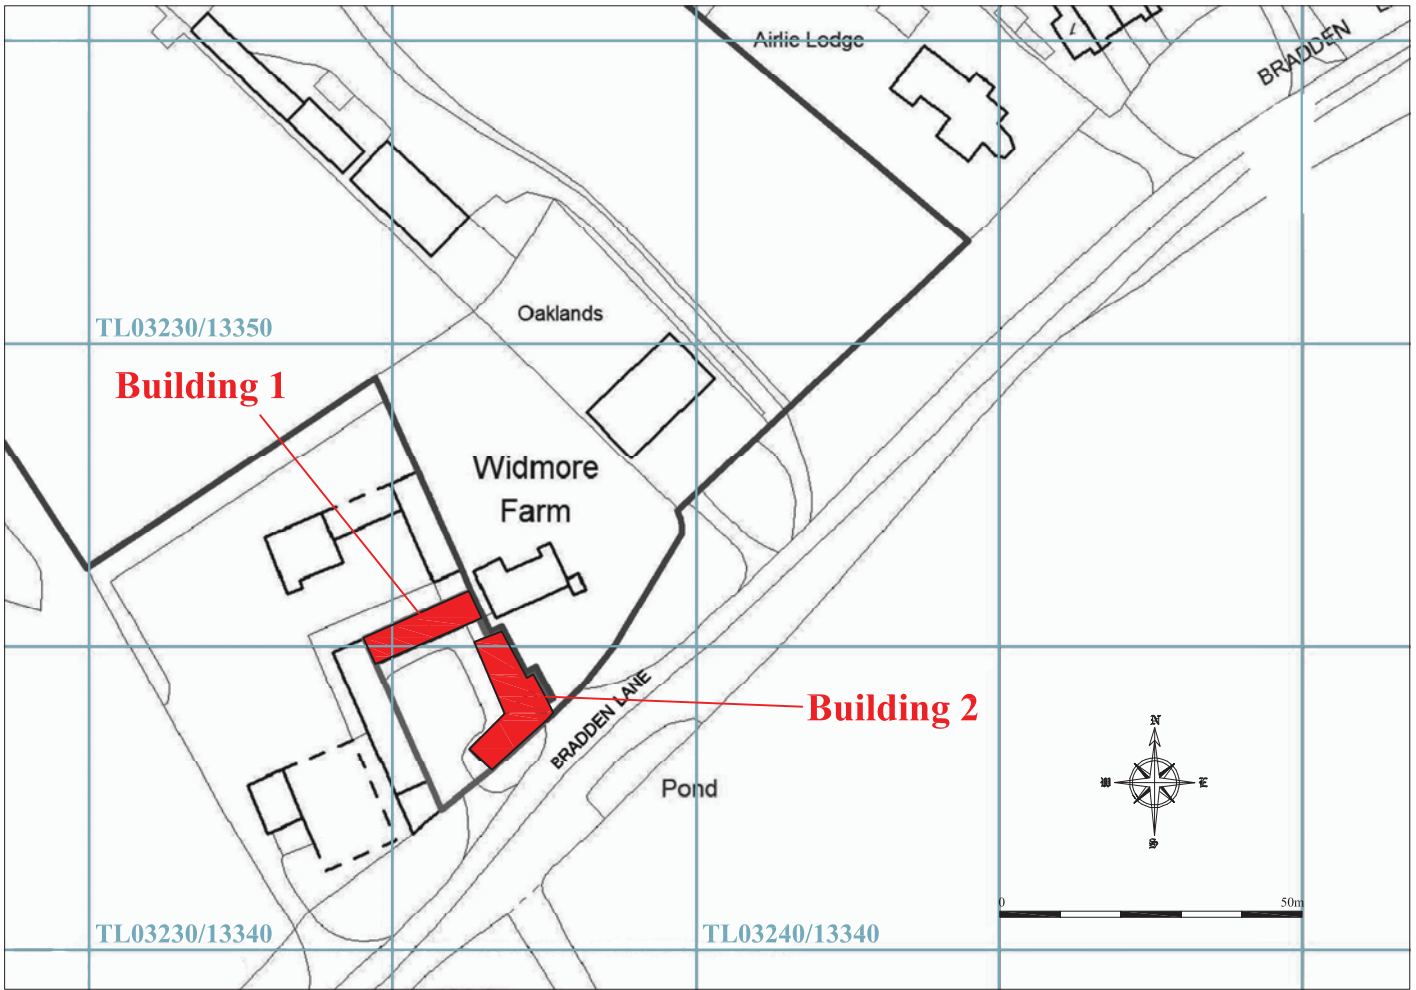 Airlie Lodge
1
BRADDEN
TL03230/13350
Oaklands
Building 1
Widmore
Farm
BRADDEN LANE
Building 2
Pond
N
W
E
S
0
50m
TL03230/13340
TL03240/13340